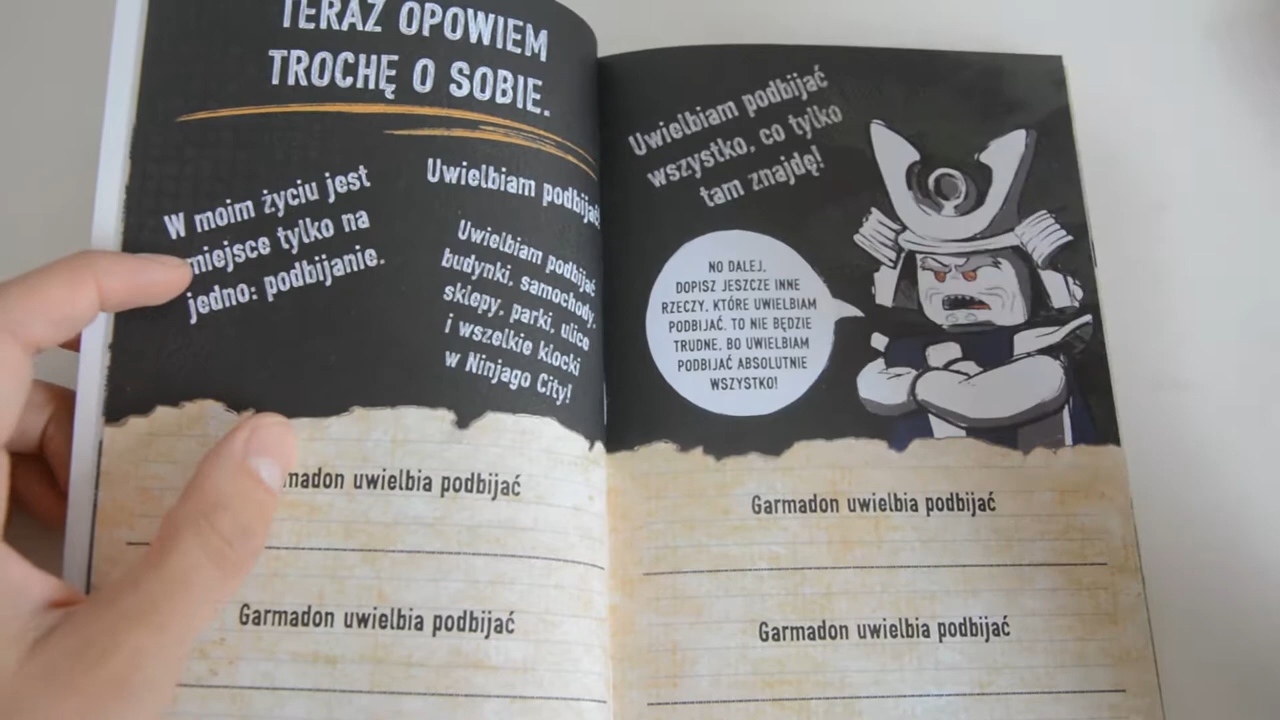 TERAZ OPOWIEM
TROCHĘ O SOBIE.
W moim życiu jest
miejsce tylko na
jedno: podbijanie.
Uwielbiam podbijać!
Uwielbiam podbijać
budynki, samochody,
sklepy, parki, ulice
i wszelkie klocki
w Ninjago City!
madon uwielbia podbijać
Garmadon uwielbia podbijać
Uwielbiam podbijać
wszystko, co tylko
tam znajdę!
NO DALEJ,
DOPISZ JESZCZE INNE
RZECZY, KTÓRE UWIELBIAM
PODBIJAĆ. TO NIE BĘDZIE
TRUDNE, BO UWIELBIAM
PODBIJAĆ ABSOLUTNIE
WSZYSTKO!
Garmadon uwielbia podbijać
Garmadon uwielbia podbijać